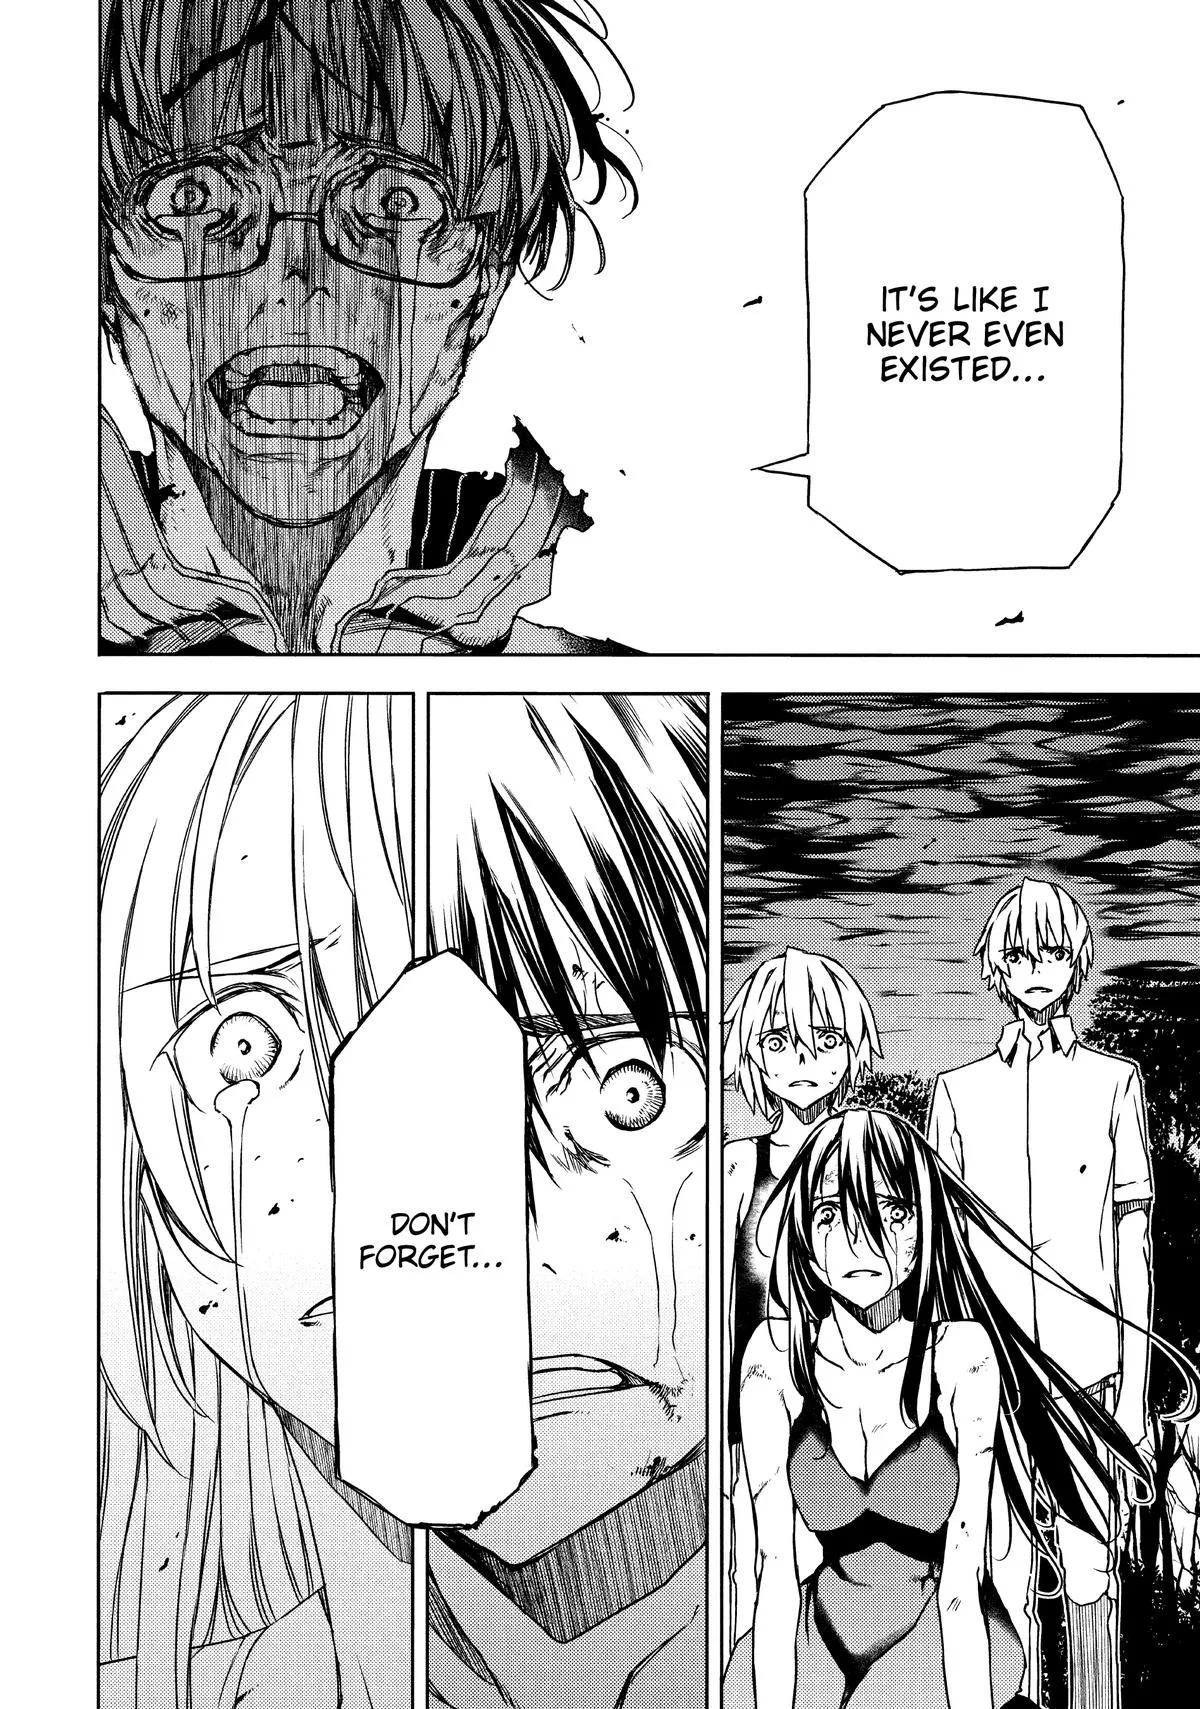 IT'S LIKE I
NEVER EVEN
EXISTED...
DON'T
FORGET...